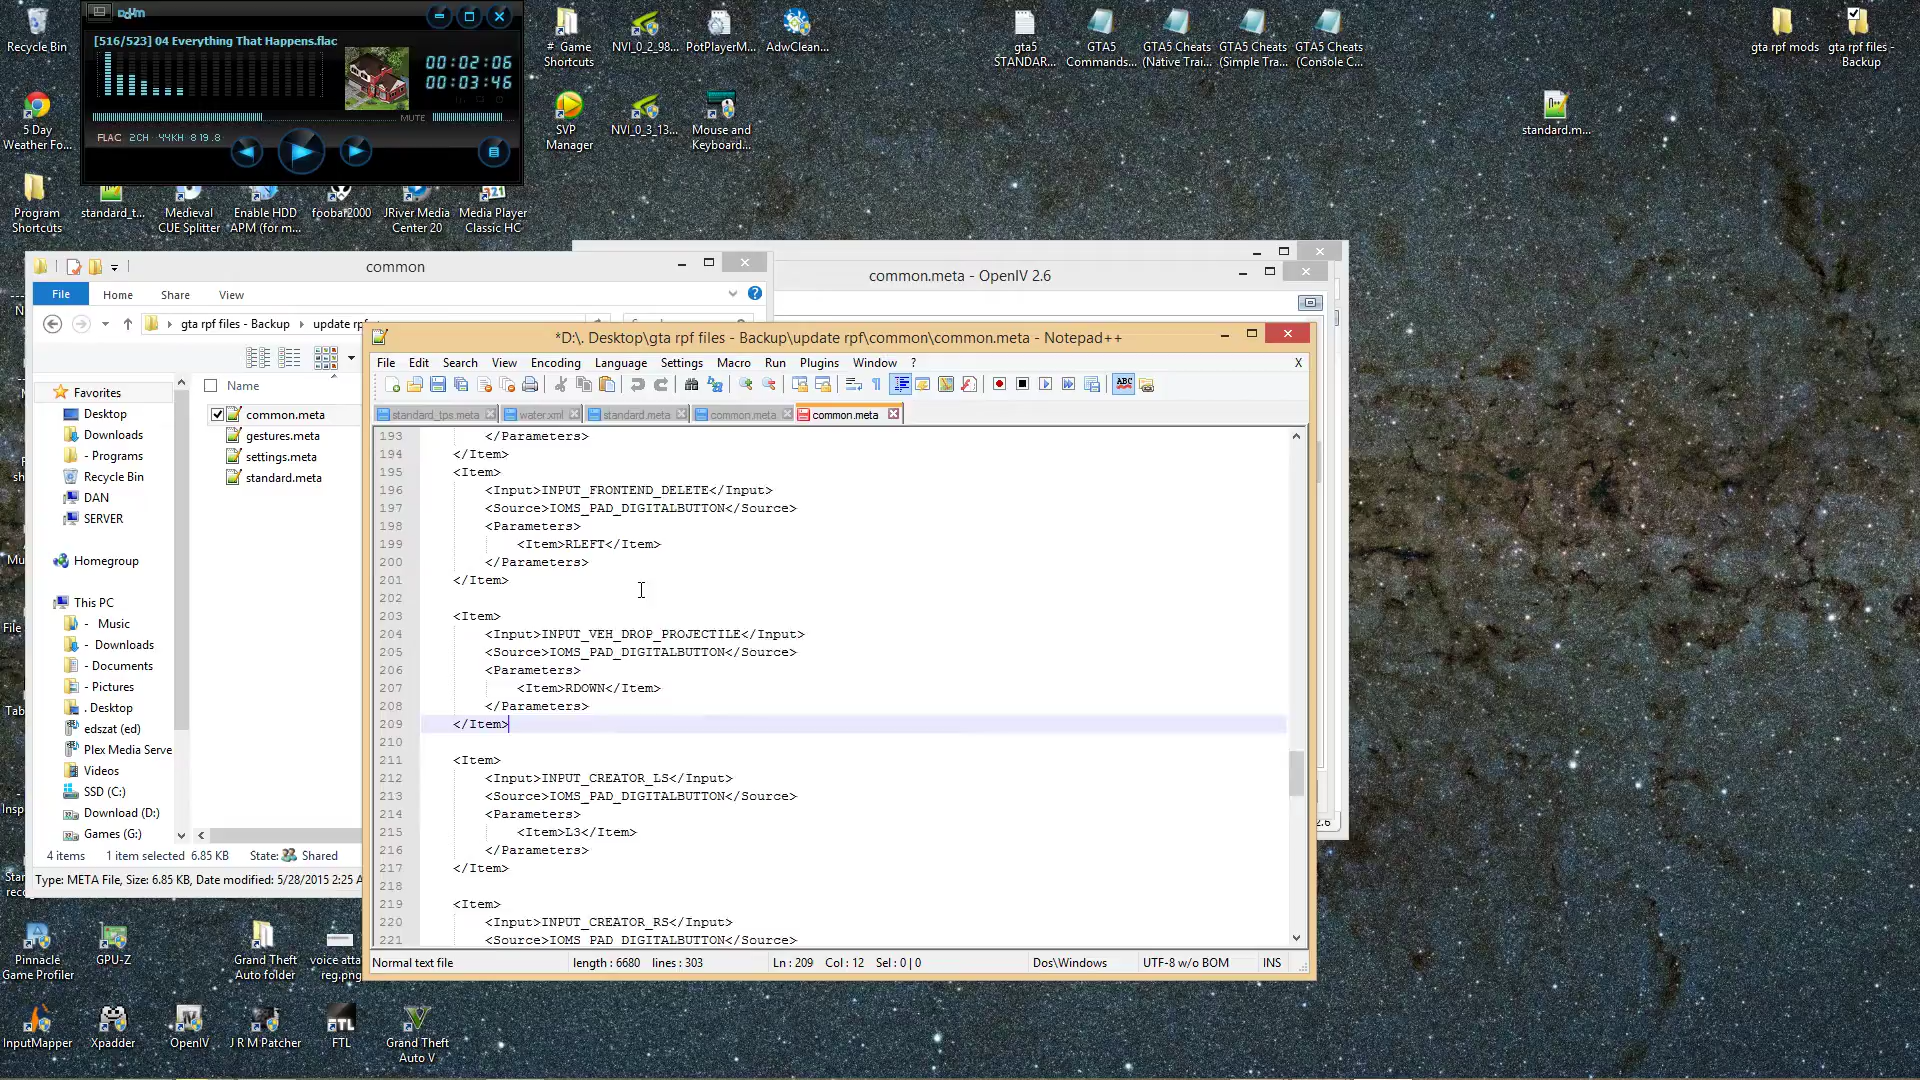 Recycle Bin
[516/523] 04 Everything That Happens.flac
00:02:06
00:03:46
MUTE
FLAC 2CH 44KH 819.8
# Game
Shortcuts
NVI_0_2_98...
PotPlayerM...
AdwClean...
gta5
STANDAR...
GTA5
Commands...
GTA5 Cheats
(Native Trai...
GTA5 Cheats
(Simple Tra...
GTA5 Cheats
(Console C...
gta rpf mods
gta rpf files -
Backup
5 Day
Weather Fo...
SVP
Manager
NVI_0_3_13...
Mouse and
Keyboard...
standard.m...
Program
Shortcuts
standard_t...
Medieval
CUE Splitter
Enable HDD
APM (for m...
foobar2000
JRiver Media
Center 20
Media Player
Classic HC
common
File
Home
Share
View
gta rpf files - Backup
update rpf
Favorites
Desktop
Downloads
- Programs
Recycle Bin
DAN
SERVER
Homegroup
This PC
- Music
- Downloads
- Documents
- Pictures
. Desktop
edszat (ed)
Plex Media Serve
Videos
SSD (C:)
Download (D:)
Games (G:)
Name
common.meta
gestures.meta
settings.meta
standard.meta
4 items
1 item selected 6.85 KB
State:
Shared
Type: META File, Size: 6.85 KB, Date modified: 5/28/2015 2:25 A
common.meta - OpenIV 2.6
*D:\. Desktop\gta rpf files - Backup\update rpf\common\common.meta - Notepad++
File Edit Search View Encoding Language Settings Macro Run Plugins Window ?
X
standard_tps.meta
water.xml
standard.meta
common.meta
common.meta
193 </Parameters>
194 </Item>
195 <Item>
196 <Input>INPUT_FRONTEND_DELETE</Input>
197 <Source>IOMS_PAD_DIGITALBUTTON</Source>
198 <Parameters>
199 <Item>RLEFT</Item>
200 </Parameters>
201 </Item>
202
203 <Item>
204 <Input>INPUT_VEH_DROP_PROJECTILE</Input>
205 <Source>IOMS_PAD_DIGITALBUTTON</Source>
206 <Parameters>
207 <Item>RDOWN</Item>
208 </Parameters>
209 </Item>
210
211 <Item>
212 <Input>INPUT_CREATOR_LS</Input>
213 <Source>IOMS_PAD_DIGITALBUTTON</Source>
214 <Parameters>
215 <Item>L3</Item>
216 </Parameters>
217 </Item>
218
219 <Item>
220 <Input>INPUT_CREATOR_RS</Input>
221 <Source>IOMS_PAD_DIGITALBUTTON</Source>
Normal text file
length : 6680 lines : 303
Ln : 209 Col : 12 Sel : 0 | 0
Dos\Windows
UTF-8 w/o BOM
INS
2.6
Pinnacle
Game Profiler
GPU-Z
Grand Theft
Auto folder
voice atta
reg.png
InputMapper
Xpadder
OpenIV
J R M Patcher
FTL
Grand Theft
Auto V